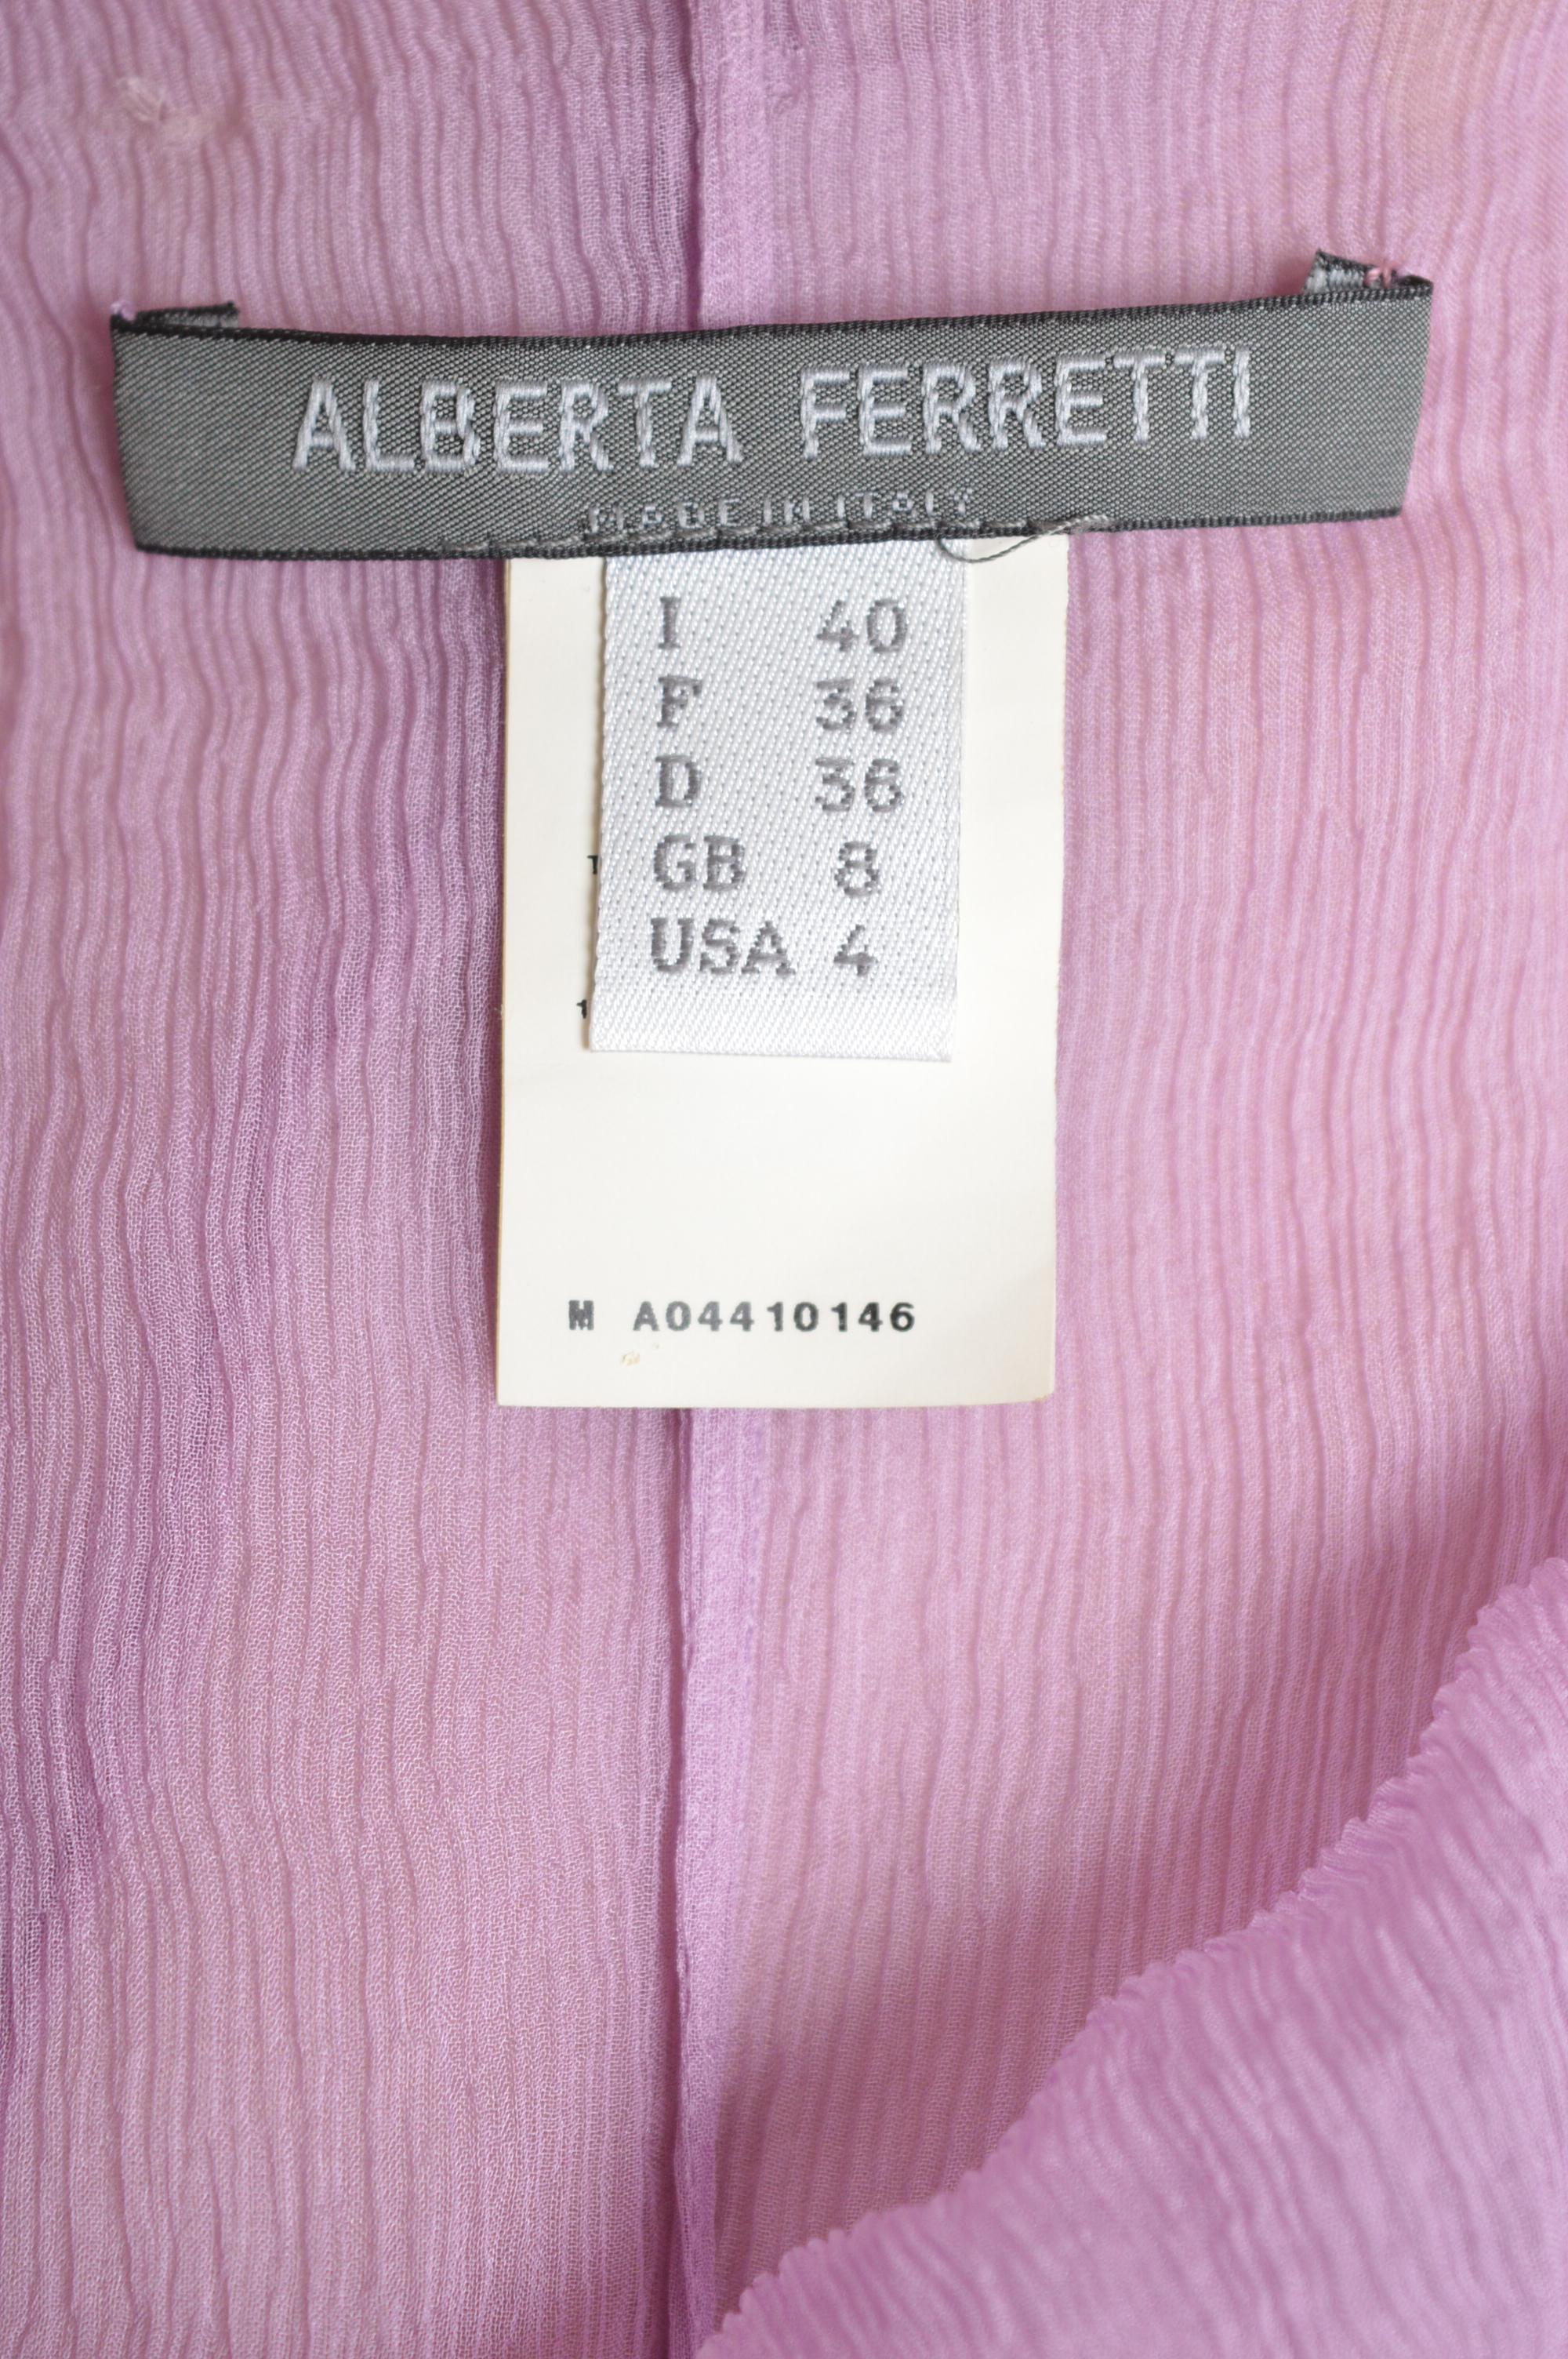 ALBERTA FERRETTI
MADE IN ITALY
I 40
F 36
D 36
GB 8
USA 4
M A04410146